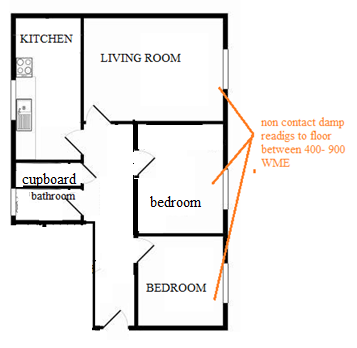 KITCHEN
LIVING ROOM
non contact damp
readigs to floor
between 400- 900
WME
cupboard
bathroom
bedroom
BEDROOM